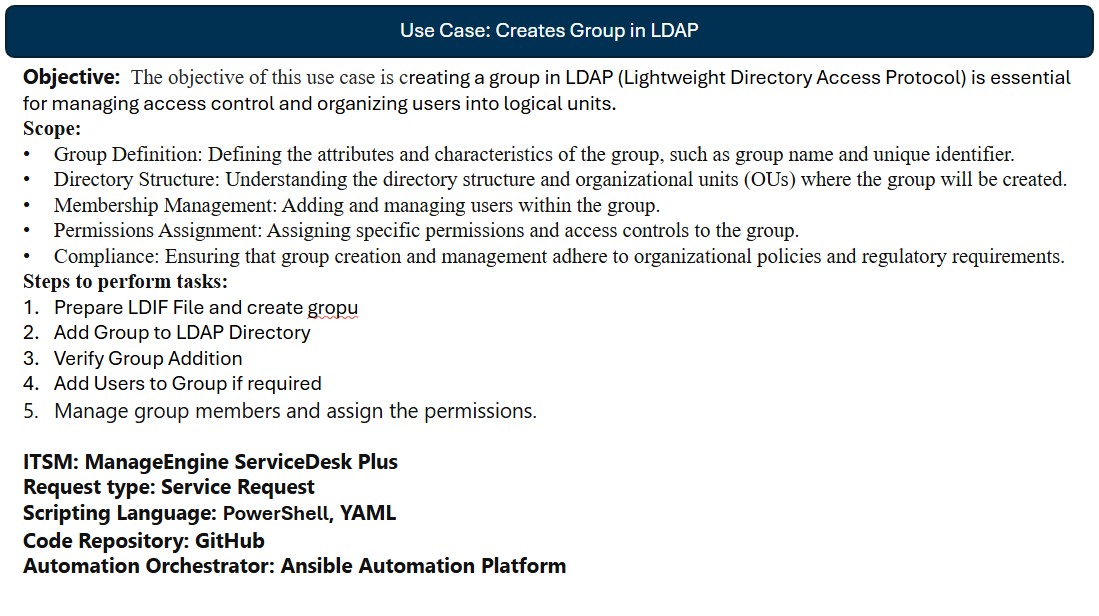 Use Case: Creates Group in LDAP
Objective: The objective of this use case is creating a group in LDAP (Lightweight Directory Access Protocol) is essential
for managing access control and organizing users into logical units.
Scope:
• Group Definition: Defining the attributes and characteristics of the group, such as group name and unique identifier.
• Directory Structure: Understanding the directory structure and organizational units (OUs) where the group will be created.
• Membership Management: Adding and managing users within the group.
• Permissions Assignment: Assigning specific permissions and access controls to the group.
• Compliance: Ensuring that group creation and management adhere to organizational policies and regulatory requirements.
Steps to perform tasks:
1. Prepare LDIF File and create gropu
2. Add Group to LDAP Directory
3. Verify Group Addition
4. Add Users to Group if required
5. Manage group members and assign the permissions.
ITSM: ManageEngine ServiceDesk Plus
Request type: Service Request
Scripting Language: PowerShell, YAML
Code Repository: GitHub
Automation Orchestrator: Ansible Automation Platform